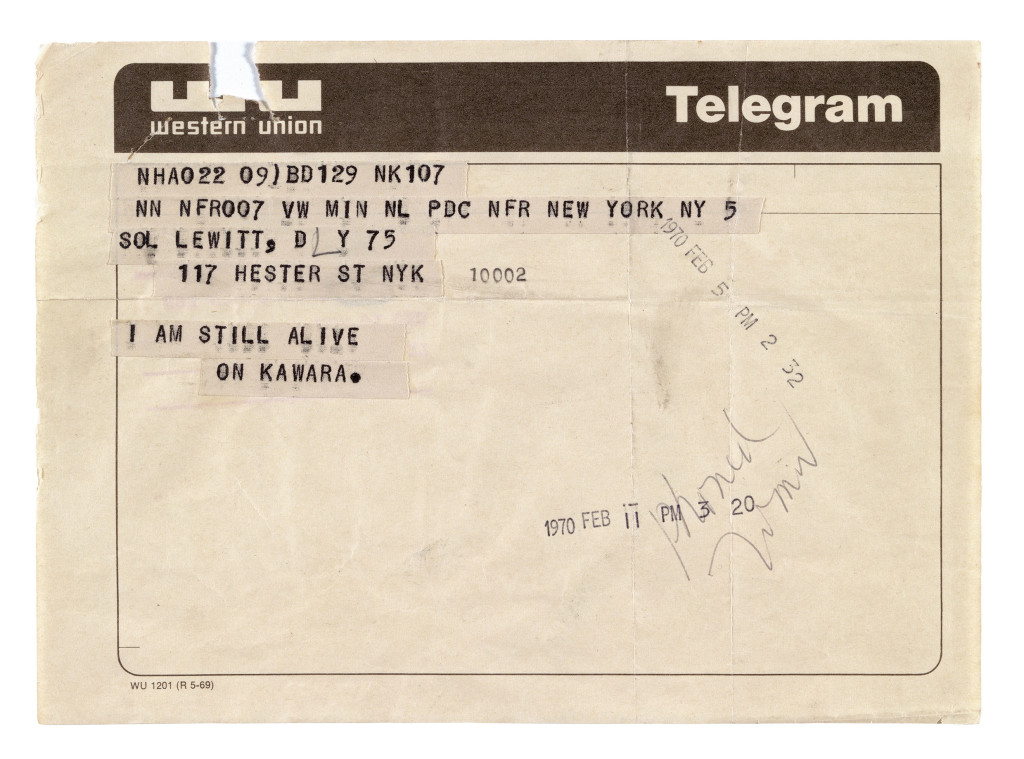 western union
Telegram
NHA022 09)BD129 NK107
NN NFR007 VW MIN NL PDC NFR NEW YORK NY 5
SOL LEWITT, DLY 75
117 HESTER ST NYK 10002
1970 FEB 5 PM 2 32
I AM STILL ALIVE
ON KAWARA.
phoned
1970 FEB 11 PM 3 20
WU 1201 (R 5-69)